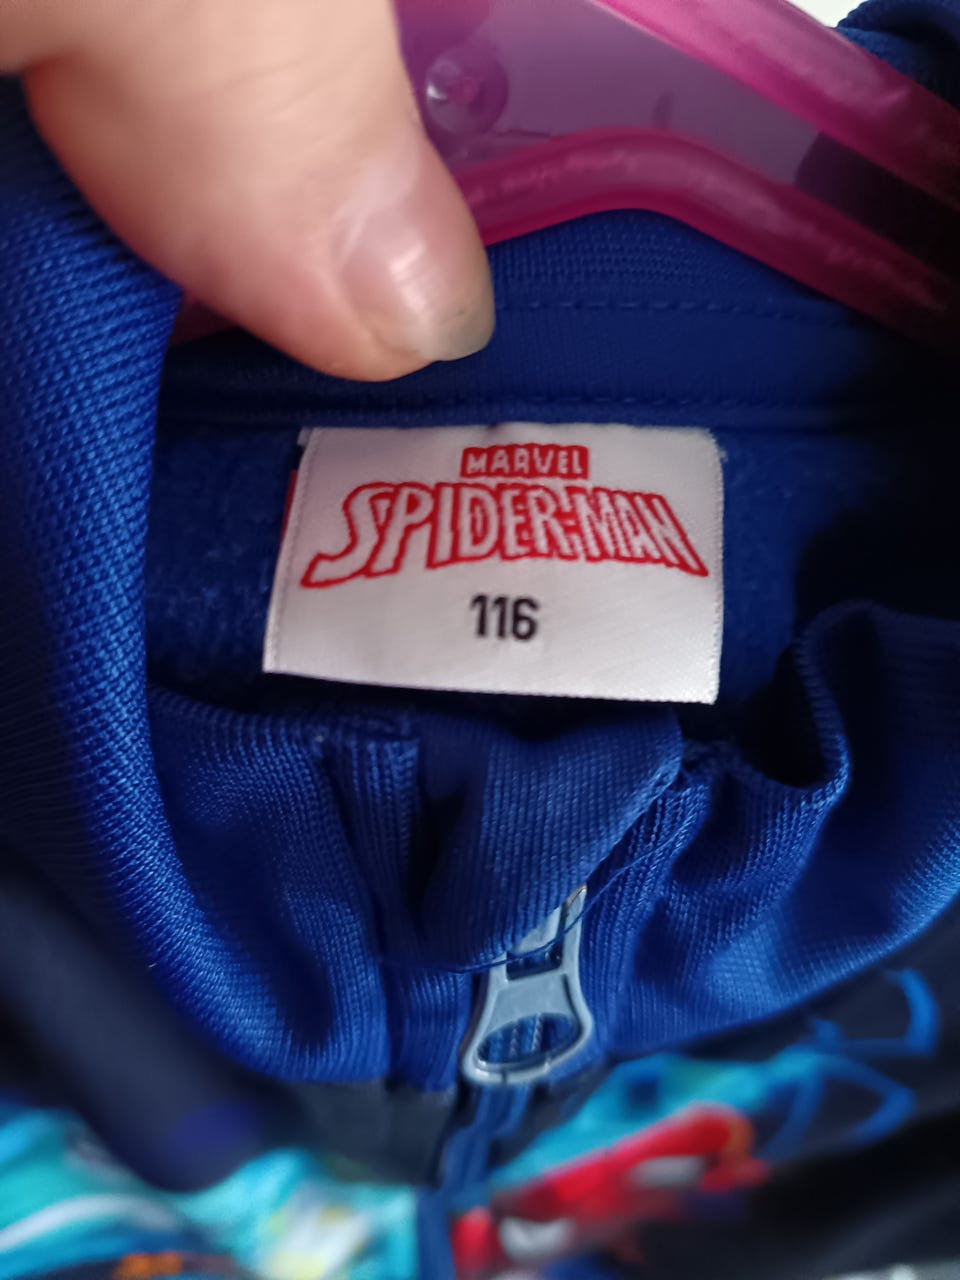 MARVEL
SPIDER-MAN
116